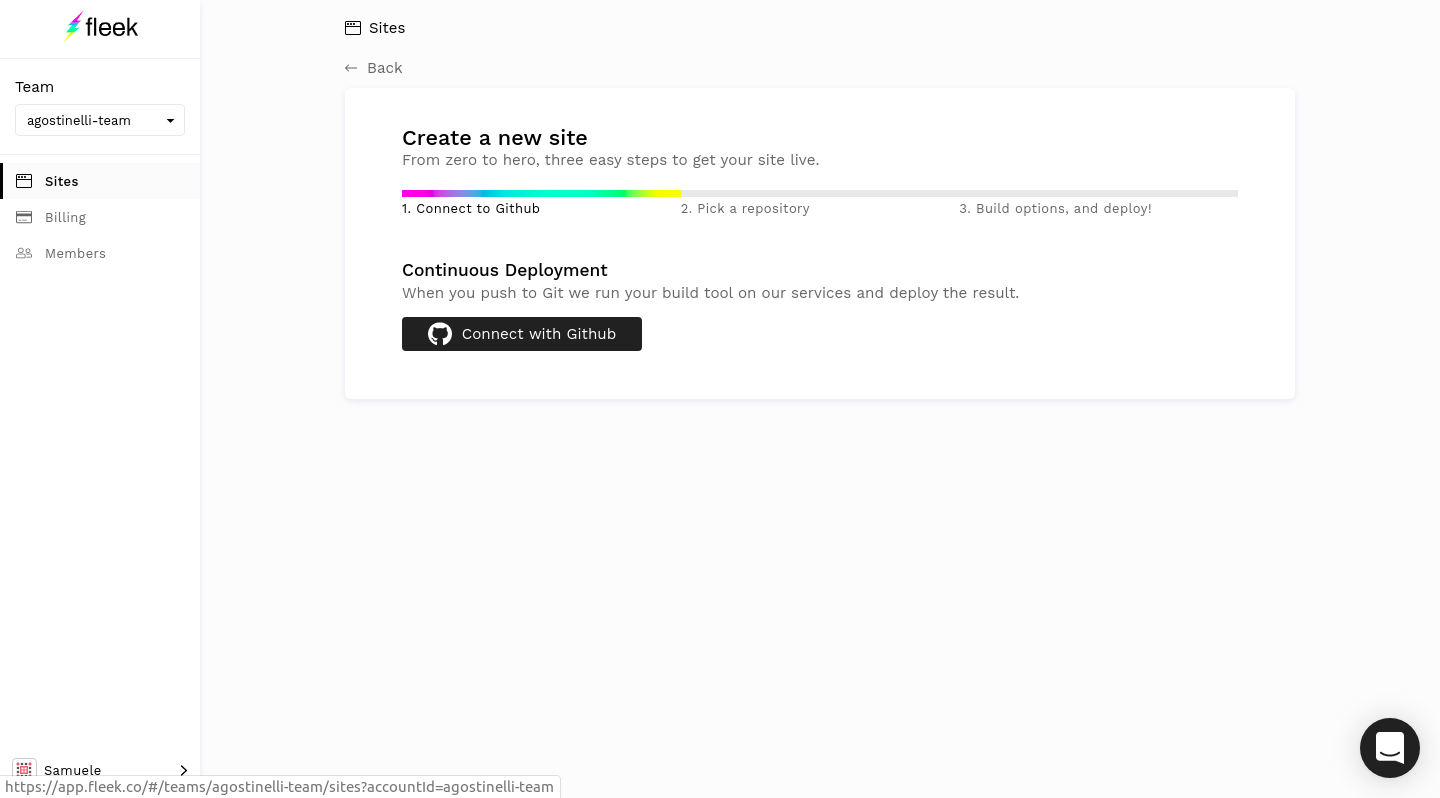 fleek
Team
agostinelli-team
Sites
Billing
Members
Samuele
https://app.fleek.co/#/teams/agostinelli-team/sites?accountId=agostinelli-team
Sites
Back
Create a new site
From zero to hero, three easy steps to get your site live.
1. Connect to Github
2. Pick a repository
3. Build options, and deploy!
Continuous Deployment
When you push to Git we run your build tool on our services and deploy the result.
Connect with Github